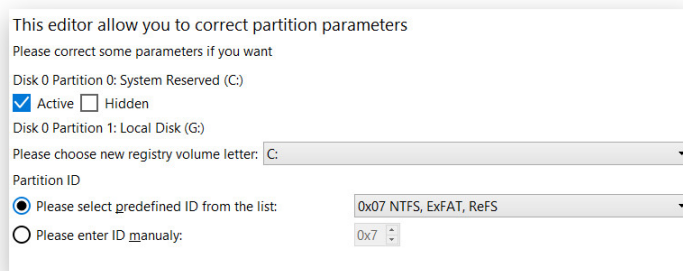 This editor allow you to correct partition parameters
Please correct some parameters if you want
Disk 0 Partition 0: System Reserved (C:)
Active Hidden
Disk 0 Partition 1: Local Disk (G:)
Please choose new registry volume letter: C:
Partition ID
Please select predefined ID from the list: 0x07 NTFS, ExFAT, ReFS
Please enter ID manualy: 0x7